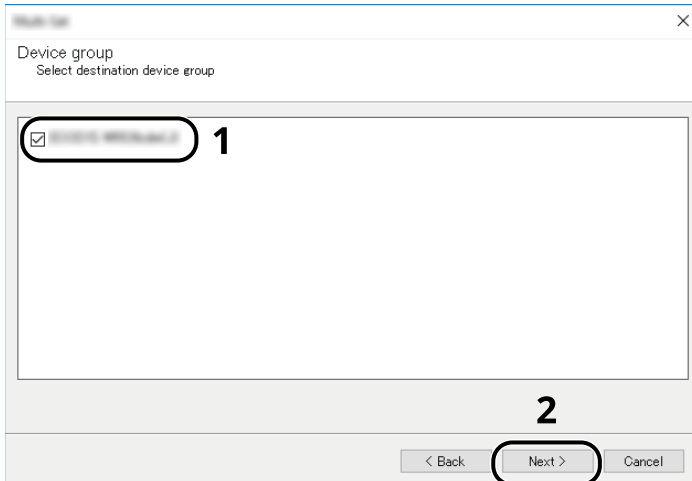 Device group
Select destination device group
1
2
< Back
Next >
Cancel